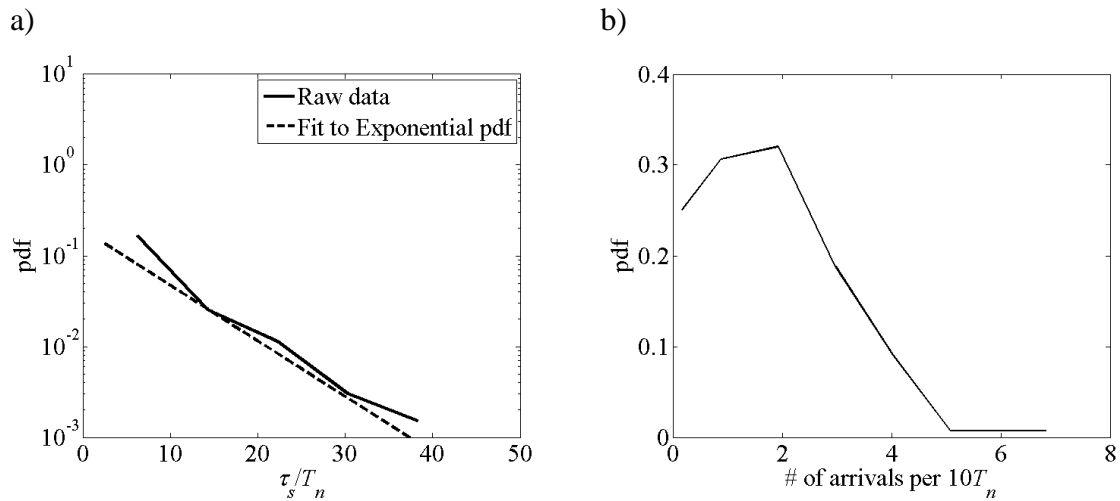 a)
b)
10^1
10^0
10^-1
10^-2
10^-3
pdf
Raw data
Fit to Exponential pdf
0 10 20 30 40 50
τ_s/T_n
0.4
0.3
0.2
0.1
0
pdf
0 2 4 6 8
# of arrivals per 10T_n